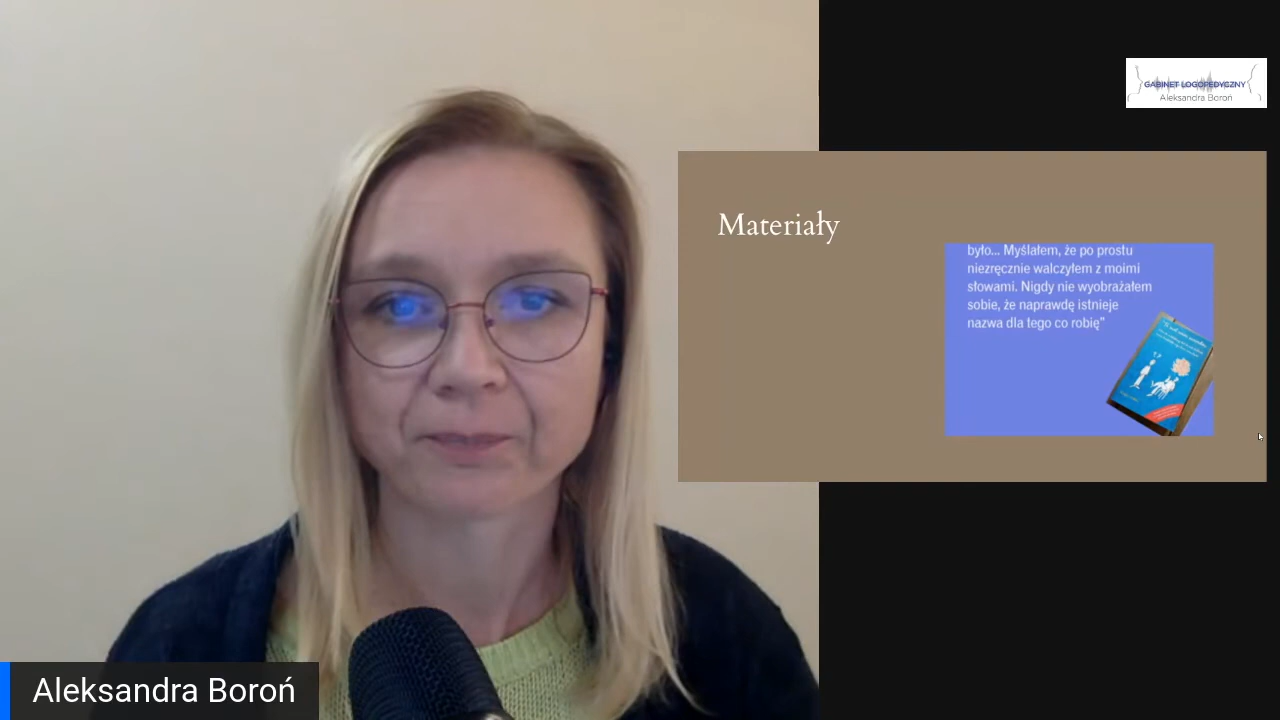 GABINET LOGOPEDYCZNY
Aleksandra Boroń
Materiały
było... Myślałem, że po prostu
niezręcznie walczyłem z moimi
słowami. Nigdy nie wyobrażałem
sobie, że naprawdę istnieje
nazwa dla tego co robię"
Aleksandra Boroń